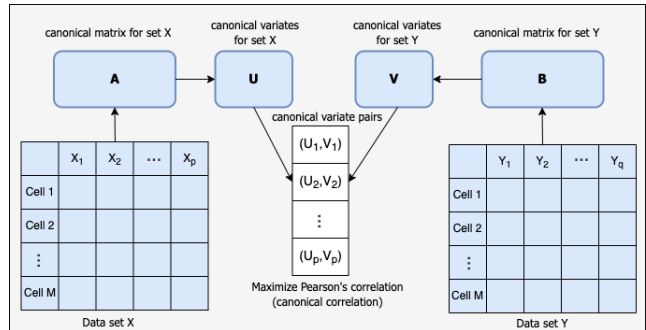 canonical matrix for set X
canonical variates
for set X
canonical variates
for set Y
canonical matrix for set Y
A
U
V
B
canonical variate pairs
X1 X2 ... Xp
Cell 1
Cell 2
⋮
Cell M
Data set X
(U1,V1)
(U2,V2)
⋮
(Up,Vp)
Maximize Pearson's correlation
(canonical correlation)
Y1 Y2 ... Yq
Cell 1
Cell 2
⋮
Cell M
Data set Y